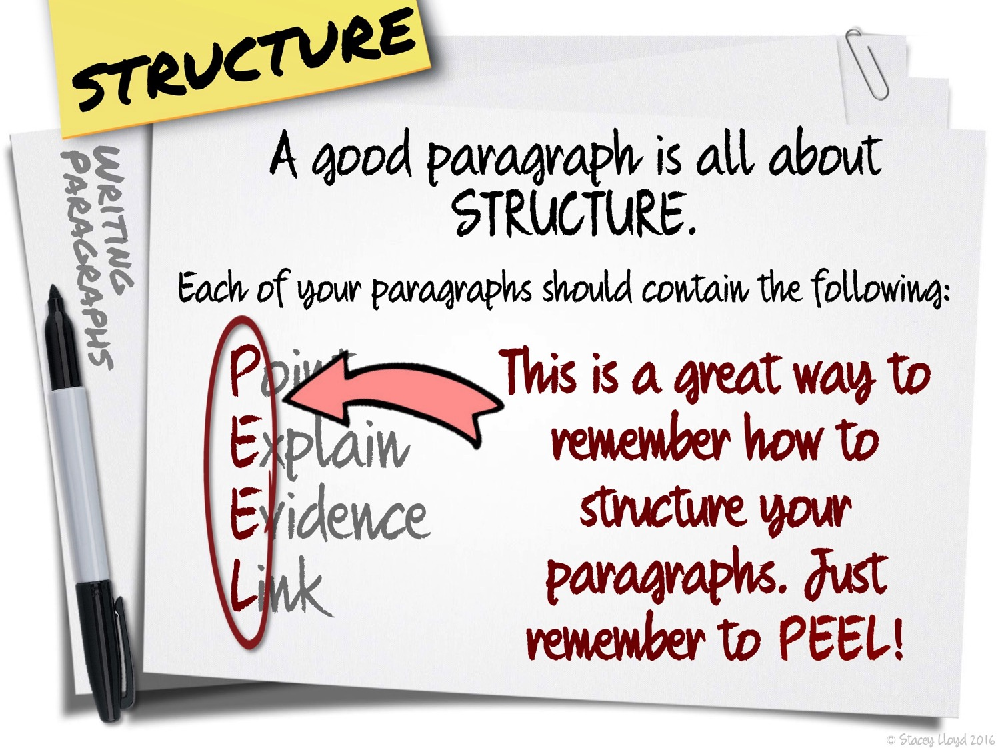 STRUCTURE
WRITING
PARAGRAPHS
A good paragraph is all about
STRUCTURE.
Each of your paragraphs should contain the following:
Point
Explain
Evidence
Link
This is a great way to
remember how to
structure your
paragraphs. Just
remember to PEEL!
© Stacey Lloyd 2016